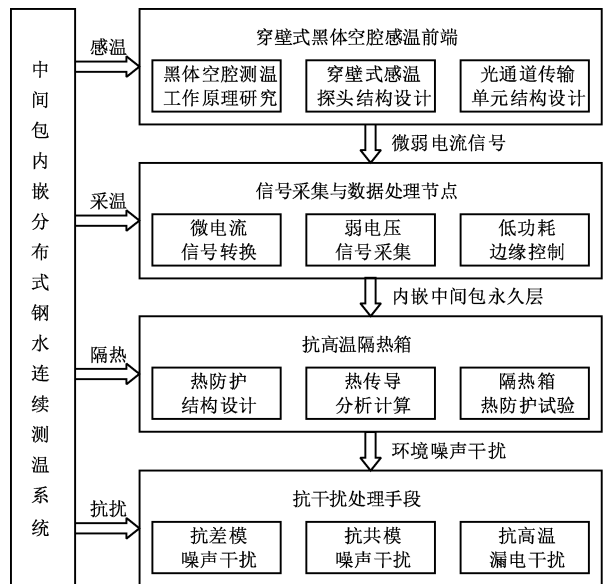 中间包内嵌分布式钢水连续测温系统
感温
穿壁式黑体空腔感温前端
黑体空腔测温
工作原理研究
穿壁式感温
探头结构设计
光通道传输
单元结构设计
微弱电流信号
采温
信号采集与数据处理节点
微电流
信号转换
弱电压
信号采集
低功耗
边缘控制
内嵌中间包永久层
隔热
抗高温隔热箱
热防护
结构设计
热传导
分析计算
隔热箱
热防护试验
环境噪声干扰
抗扰
抗干扰处理手段
抗差模
噪声干扰
抗共模
噪声干扰
抗高温
漏电干扰